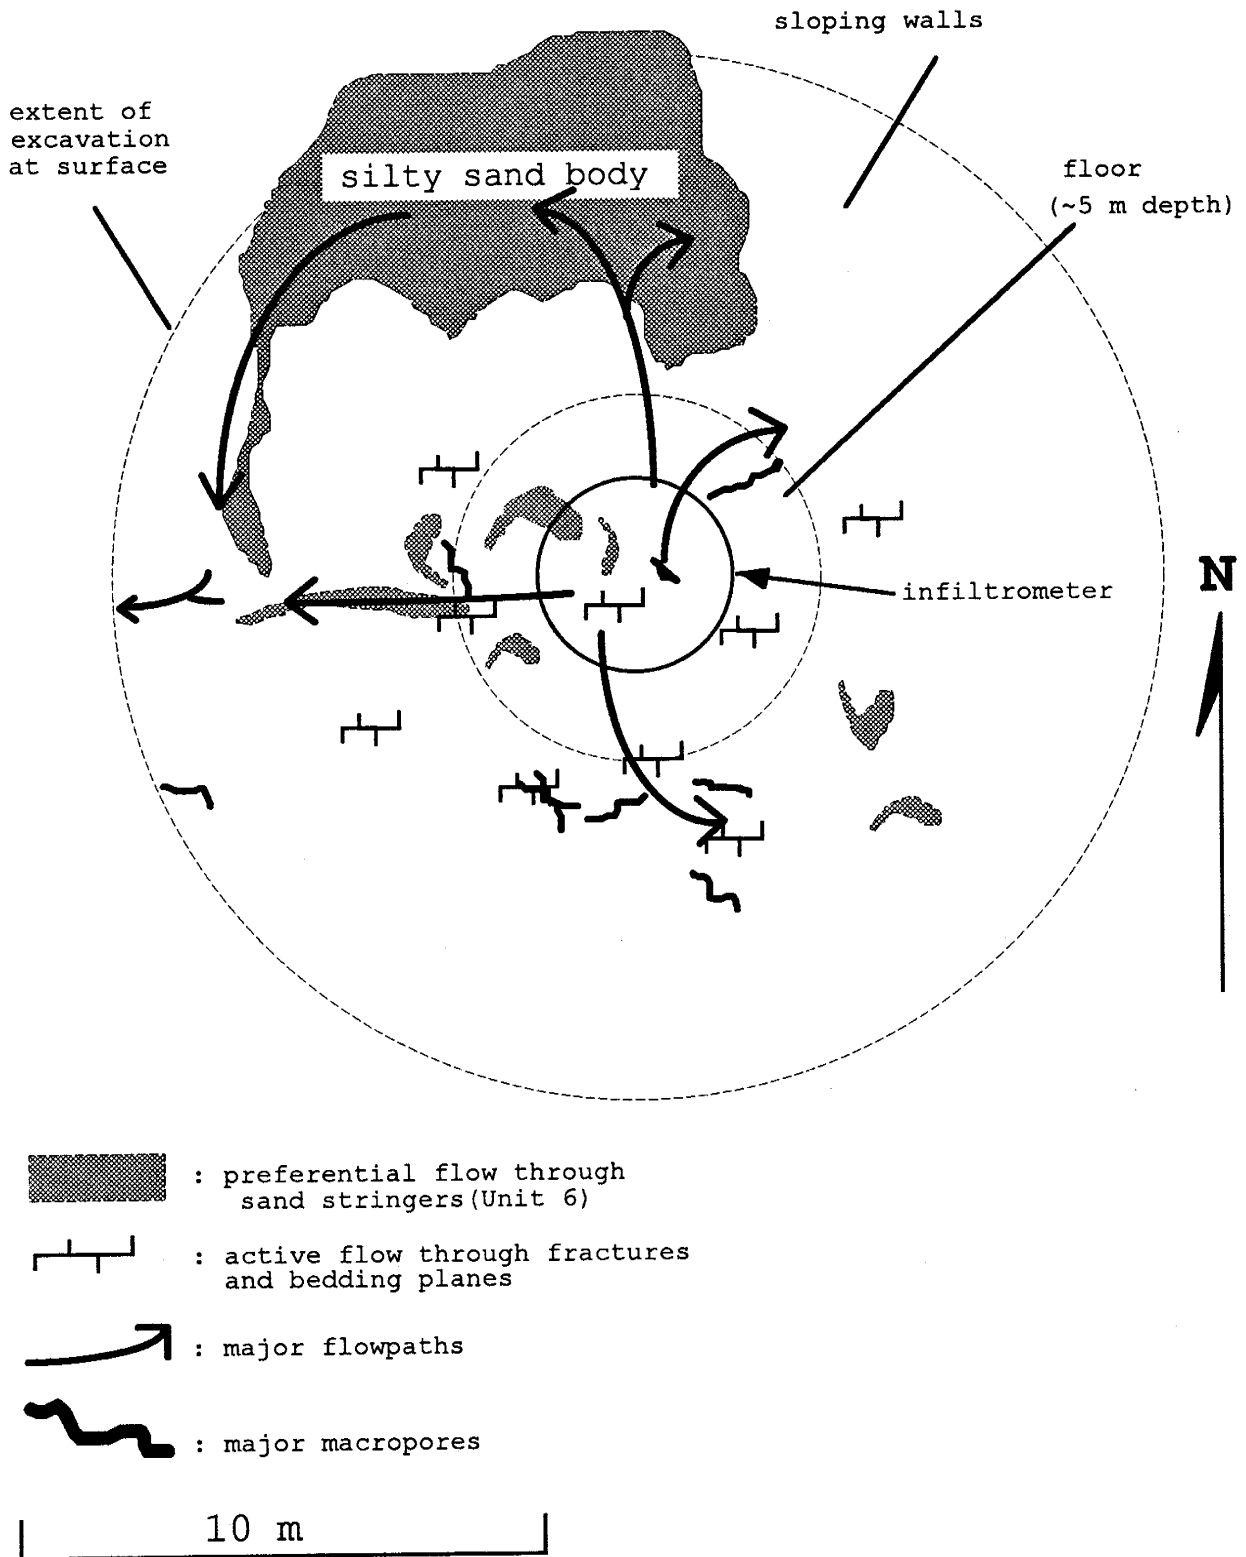 sloping walls
extent of
excavation
at surface
floor
(~5 m depth)
silty sand body
N
infiltrometer
: preferential flow through
sand stringers(Unit 6)
: active flow through fractures
and bedding planes
: major flowpaths
: major macropores
10 m